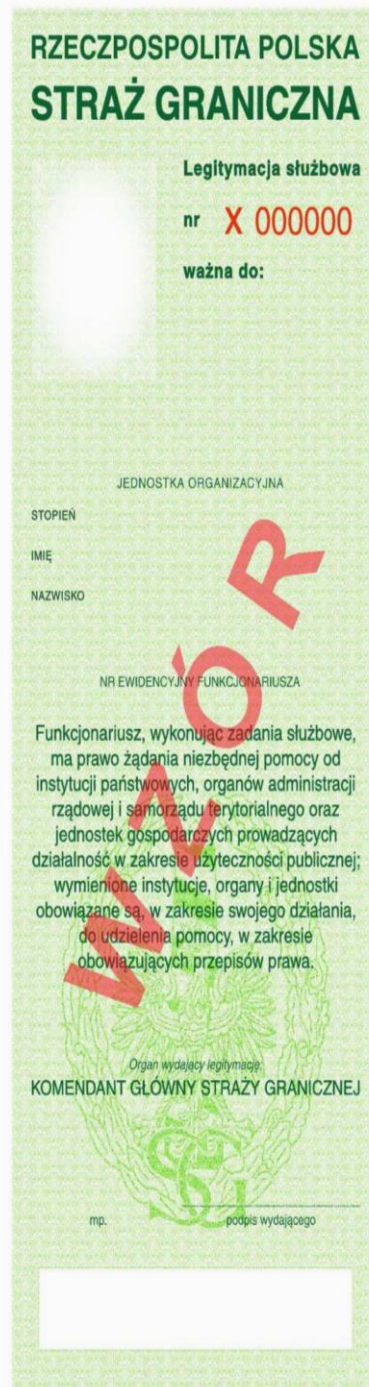 RZECZPOSPOLITA POLSKA
STRAŻ GRANICZNA
Legitymacja służbowa
nr X 000000
ważna do:
JEDNOSTKA ORGANIZACYJNA
STOPIEŃ
IMIĘ
NAZWISKO
NR EWIDENCYJNY FUNKCJONARIUSZA
Funkcjonariusz, wykonując zadania służbowe,
ma prawo żądania niezbędnej pomocy od
instytucji państwowych, organów administracji
rządowej i samorządu terytorialnego oraz
jednostek gospodarczych prowadzących
działalność w zakresie użyteczności publicznej;
wymienione instytucje, organy i jednostki
obowiązane są, w zakresie swojego działania,
do udzielenia pomocy, w zakresie
obowiązujących przepisów prawa.
WZÓR
Organ wydający legitymację:
KOMENDANT GŁÓWNY STRAŻY GRANICZNEJ
SG
mp. podpis wydającego